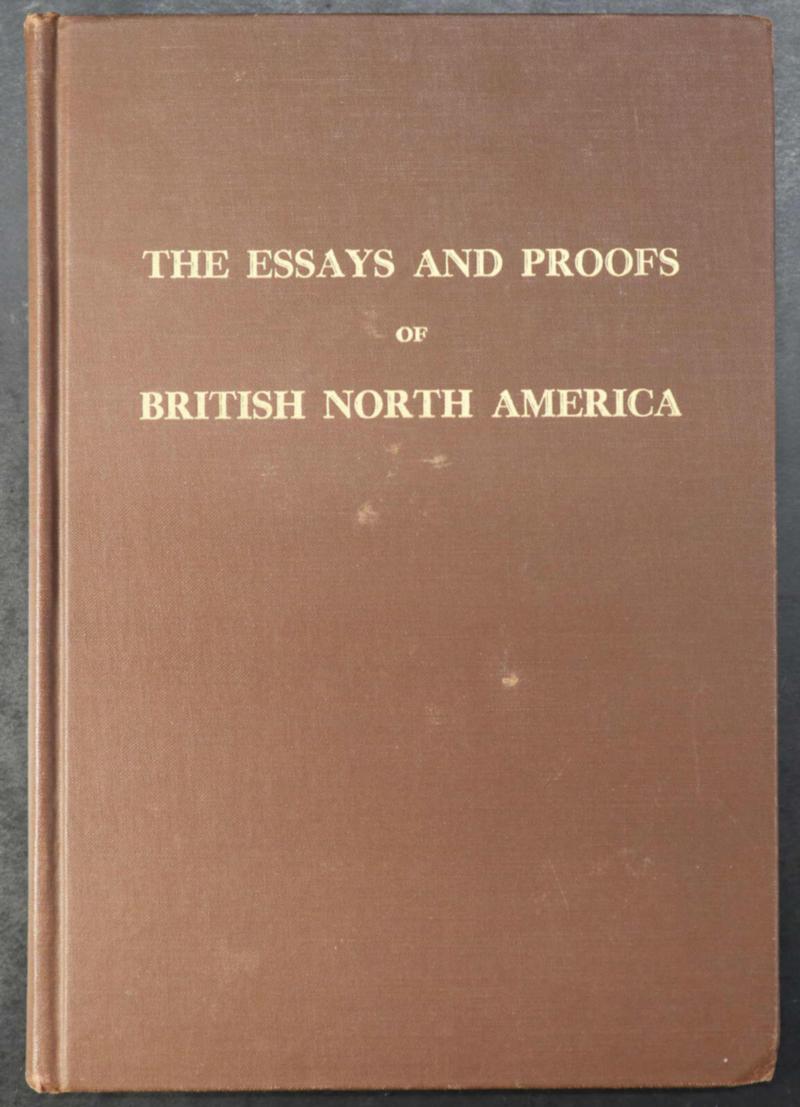 THE ESSAYS AND PROOFS
OF
BRITISH NORTH AMERICA